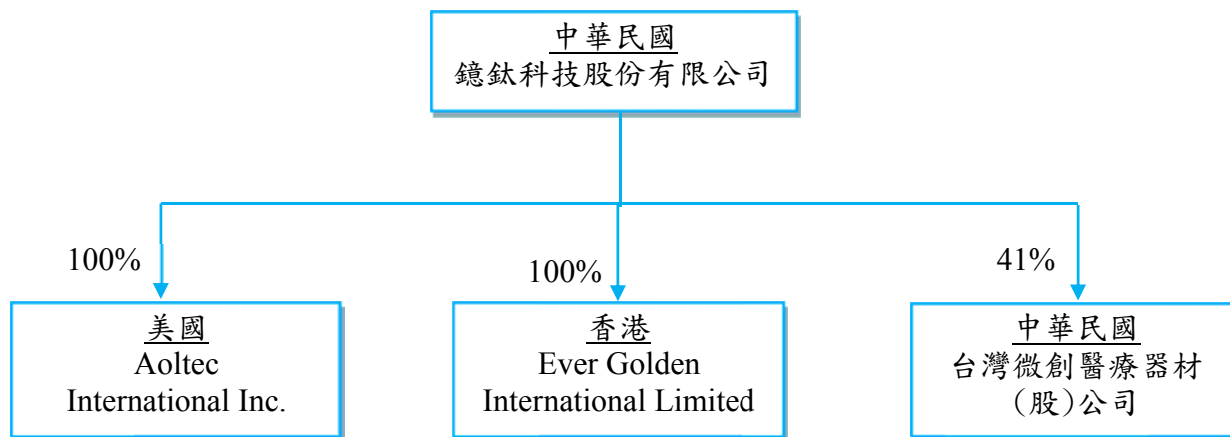 中華民國
鐿鈦科技股份有限公司
100%
100%
41%
美國
Aoltec
International Inc.
香港
Ever Golden
International Limited
中華民國
台灣微創醫療器材
(股)公司